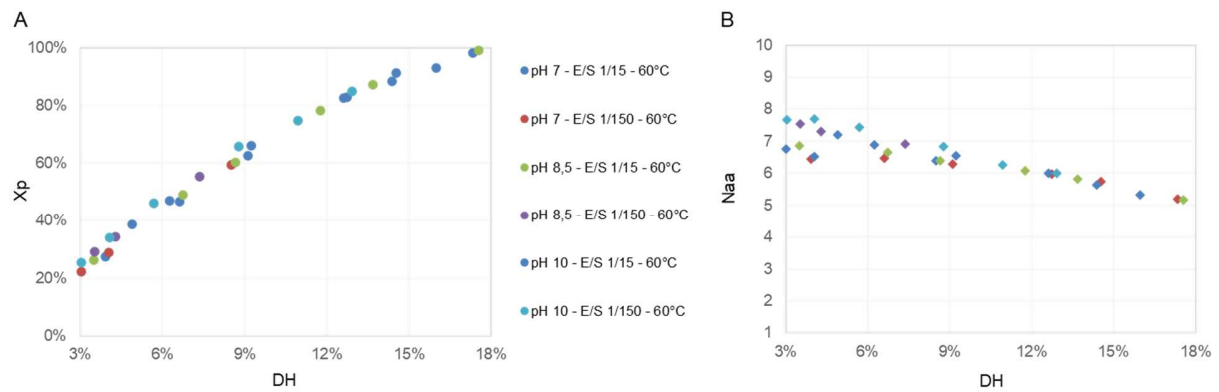 A
Xp
100%
80%
60%
40%
20%
0%
3%
6%
9%
12%
15%
18%
DH
pH 7 - E/S 1/15 - 60°C
pH 7 - E/S 1/150 - 60°C
pH 8,5 - E/S 1/15 - 60°C
pH 8,5 - E/S 1/150 - 60°C
pH 10 - E/S 1/15 - 60°C
pH 10 - E/S 1/150 - 60°C
B
Naa
10
9
8
7
6
5
4
3
2
1
3%
6%
9%
12%
15%
18%
DH